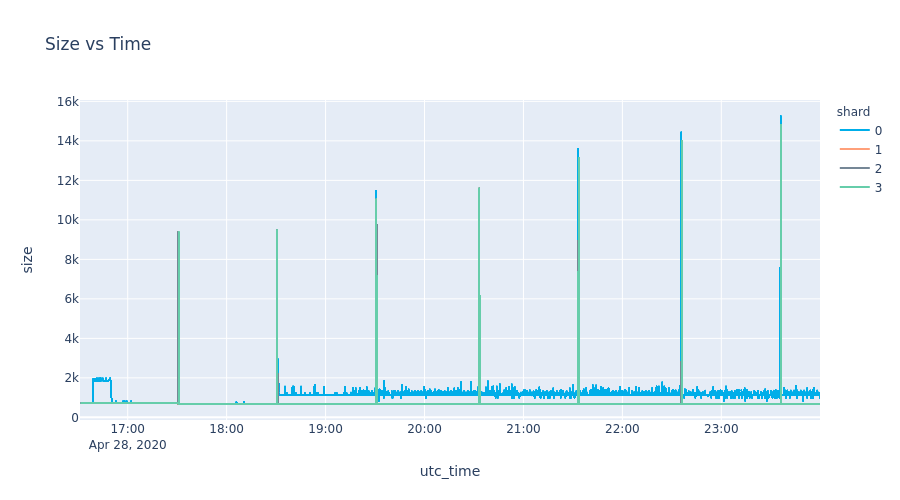 Size vs Time
shard
0
1
2
3
size
16k
14k
12k
10k
8k
6k
4k
2k
0
17:00
18:00
19:00
20:00
21:00
22:00
23:00
Apr 28, 2020
utc_time